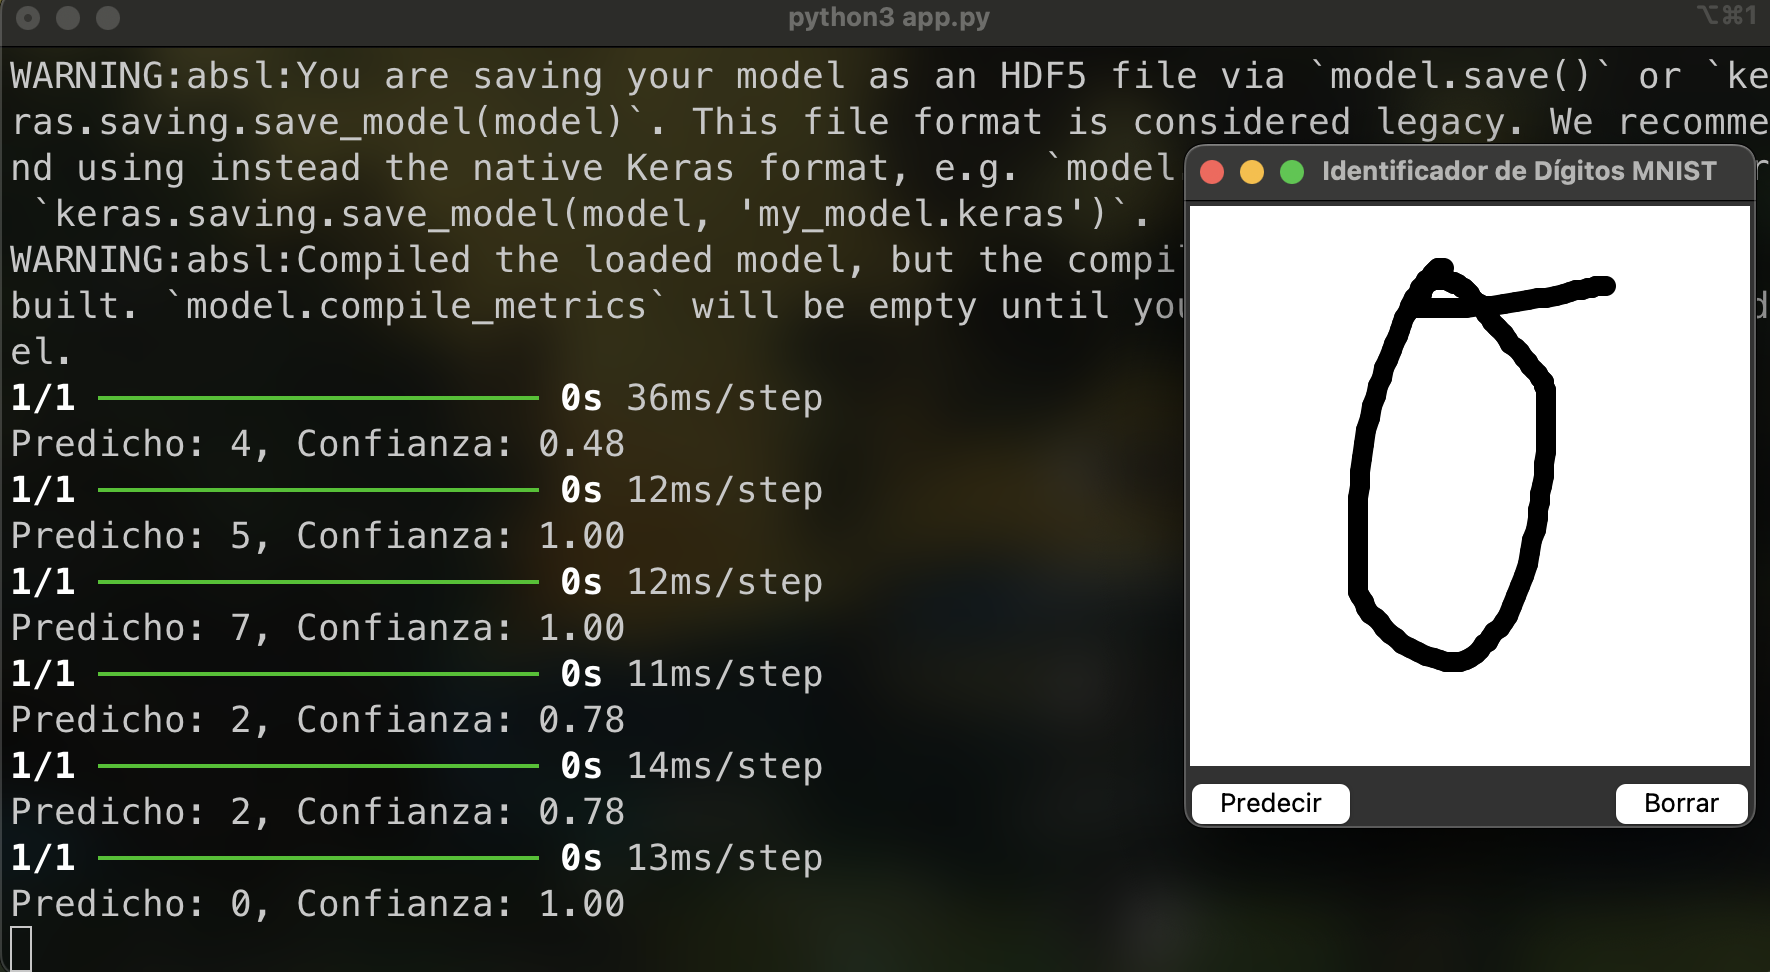 python3 app.py
⌥⌘1
WARNING:absl:You are saving your model as an HDF5 file via `model.save()` or `ke
ras.saving.save_model(model)`. This file format is considered legacy. We recomme
nd using instead the native Keras format, e.g. `model.
`keras.saving.save_model(model, 'my_model.keras')`.
WARNING:absl:Compiled the loaded model, but the compi
built. `model.compile_metrics` will be empty until yo
el.
1/1 0s 36ms/step
Predicho: 4, Confianza: 0.48
1/1 0s 12ms/step
Predicho: 5, Confianza: 1.00
1/1 0s 12ms/step
Predicho: 7, Confianza: 1.00
1/1 0s 11ms/step
Predicho: 2, Confianza: 0.78
1/1 0s 14ms/step
Predicho: 2, Confianza: 0.78
1/1 0s 13ms/step
Predicho: 0, Confianza: 1.00
Identificador de Dígitos MNIST
Predecir
Borrar